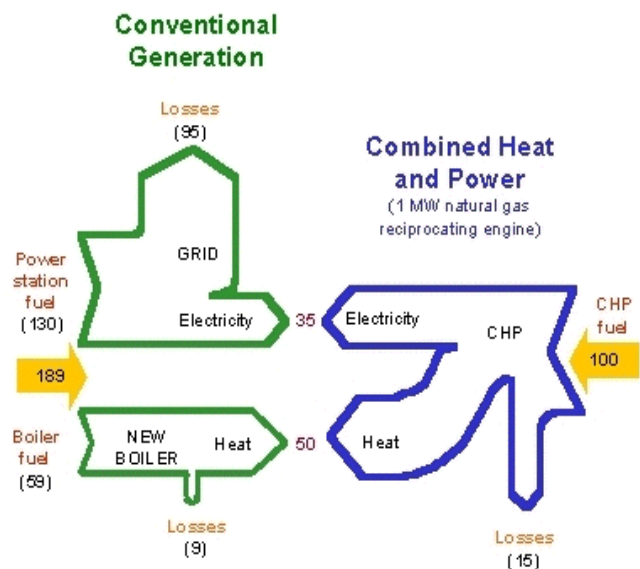 Conventional
Generation
Losses
(95)
Combined Heat
and Power
(1 MW natural gas
reciprocating engine)
Power
station
fuel
(130)
GRID
Electricity
35
Electricity
CHP
CHP
fuel
100
189
Boiler
fuel
(59)
NEW
BOILER
Heat
50
Heat
Losses
(9)
Losses
(15)